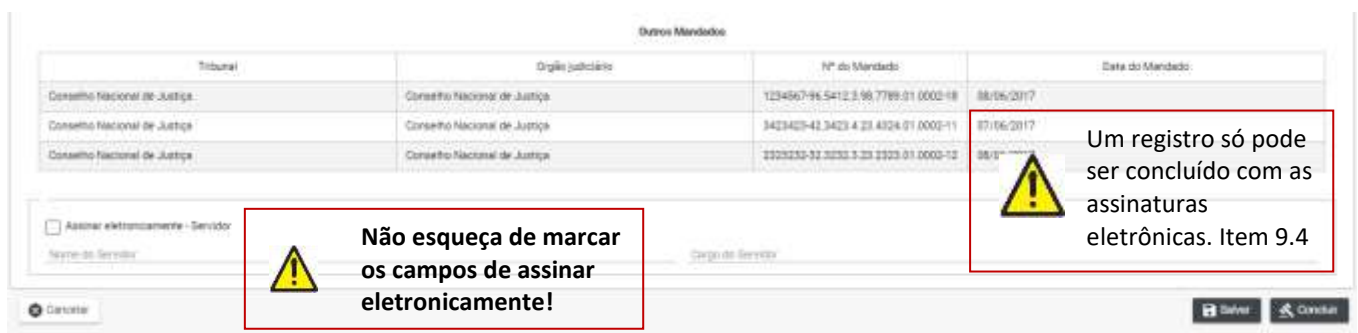 Outros Mandados
Tribunal Orgão judiciário Nº do Mandado Data do Mandado
Conselho Nacional de Justiça Conselho Nacional de Justiça 1234567-96.5412.3.98.7789.01.0002-18 08/06/2017
Conselho Nacional de Justiça Conselho Nacional de Justiça 3423423-42.3423.4.23.4324.01.0002-11 07/06/2017
Conselho Nacional de Justiça Conselho Nacional de Justiça 2323232-32.3232.3.23.2323.01.0002-12
Um registro só pode
ser concluído com as
assinaturas
eletrônicas. Item 9.4
Assinar eletronicamente - Servidor
Nome do Servidor Cargo do Servidor
Não esqueça de marcar
os campos de assinar
eletronicamente!
Cancelar Salvar Concluir